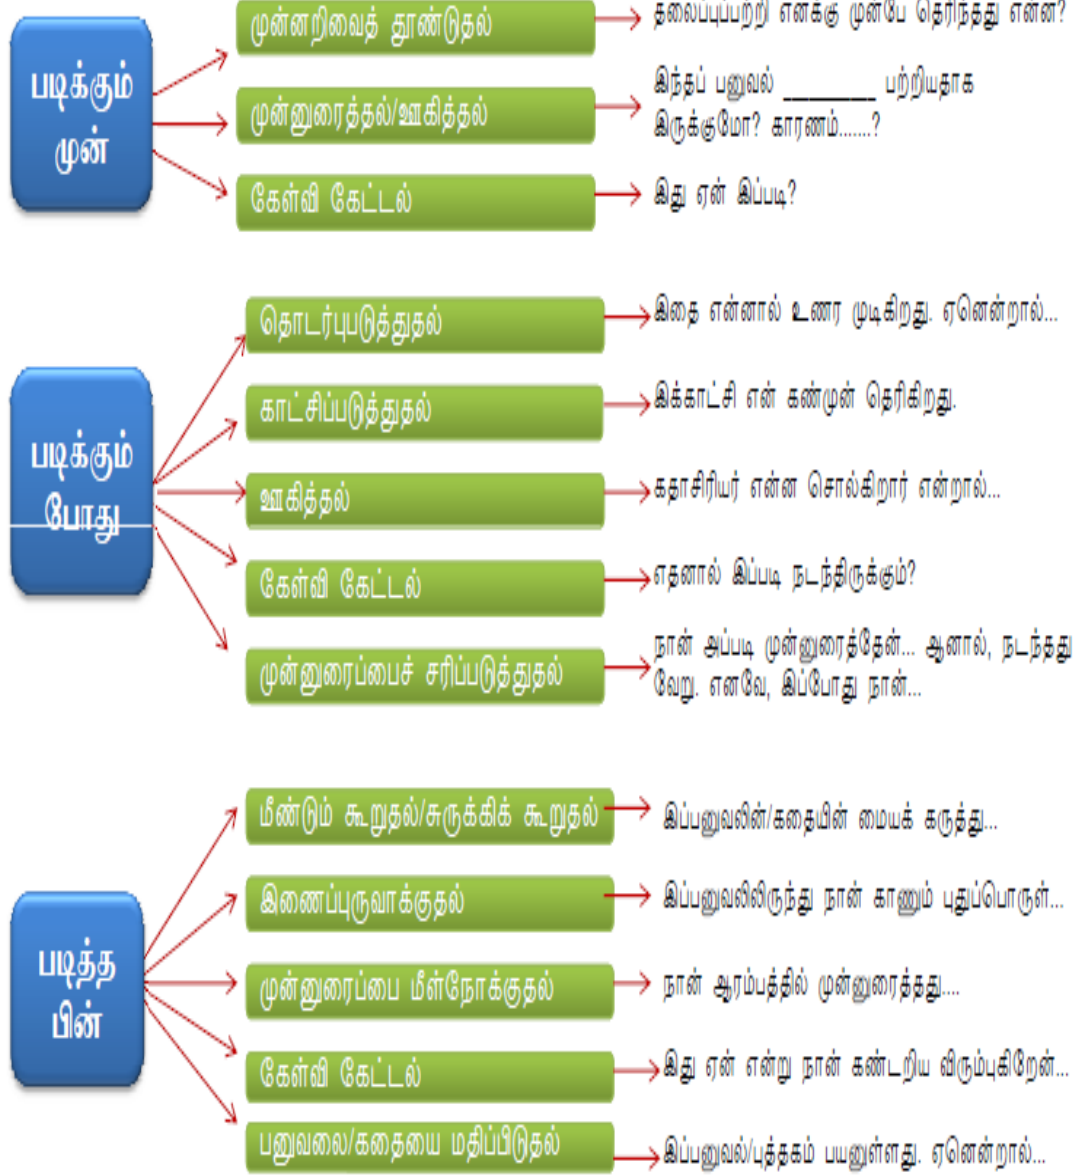 படிக்கும்
முன்
முன்னறிவைத் தூண்டுதல்
தலைப்புப்பற்றி எனக்கு முன்பே தெரிந்தது என்ன?
முன்னுரைத்தல்/ஊகித்தல்
இந்தப் பனுவல் __________ பற்றியதாக
இருக்குமோ? காரணம்.......?
கேள்வி கேட்டல்
இது ஏன் இப்படி?
படிக்கும்
போது
தொடர்புபடுத்துதல்
இதை என்னால் உணர முடிகிறது. ஏனென்றால்...
காட்சிப்படுத்துதல்
இக்காட்சி என் கண்முன் தெரிகிறது.
ஊகித்தல்
கதாசிரியர் என்ன சொல்கிறார் என்றால்...
கேள்வி கேட்டல்
எதனால் இப்படி நடந்திருக்கும்?
முன்னுரைப்பைச் சரிப்படுத்துதல்
நான் அப்படி முன்னுரைத்தேன்... ஆனால், நடந்தது
வேறு. எனவே, இப்போது நான்...
படித்த
பின்
மீண்டும் கூறுதல்/சுருக்கிக் கூறுதல்
இப்பனுவலின்/கதையின் மையக் கருத்து...
இணைப்புருவாக்குதல்
இப்பனுவலிலிருந்து நான் காணும் புதுப்பொருள்...
முன்னுரைப்பை மீள்நோக்குதல்
நான் ஆரம்பத்தில் முன்னுரைத்தது....
கேள்வி கேட்டல்
இது ஏன் என்று நான் கண்டறிய விரும்புகிறேன்...
பனுவலை/கதையை மதிப்பீடுதல்
இப்பனுவல்/புத்தகம் பயனுள்ளது. ஏனென்றால்...